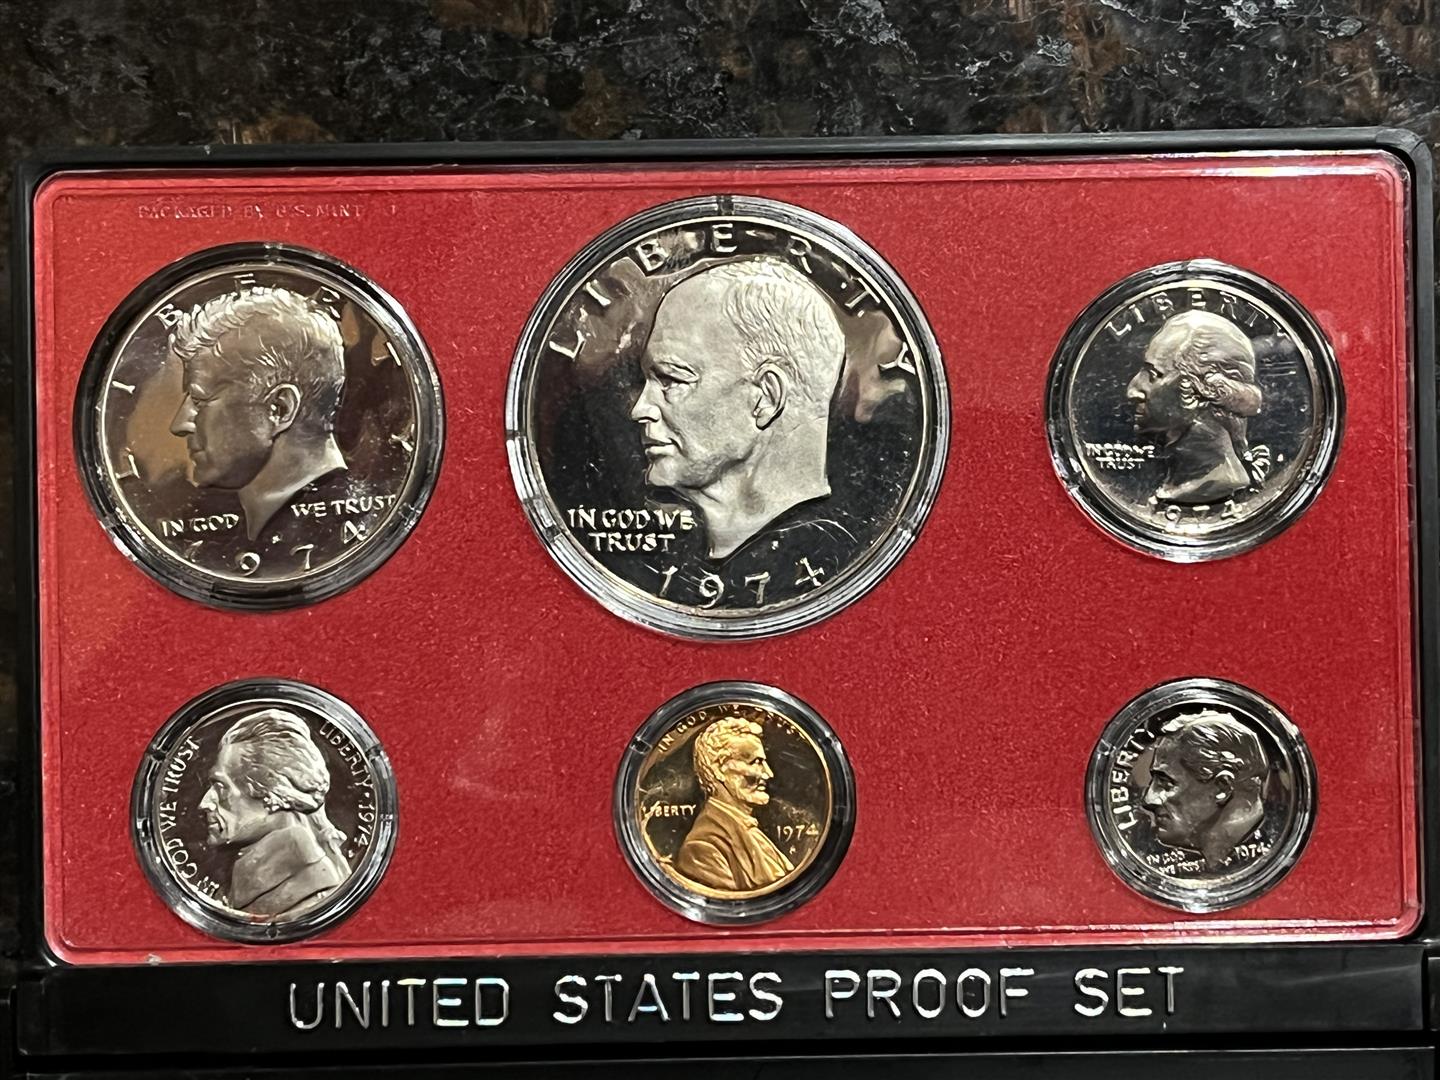 PACKAGED BY U.S. MINT
LIBERTY
IN GOD WE TRUST
1974
LIBERTY
IN GOD WE
TRUST
1974
LIBERTY
IN GOD WE
TRUST
1974
IN GOD WE TRUST
LIBERTY · 1974
IN GOD WE TRUST
LIBERTY
1974
LIBERTY
IN GOD
WE TRUST
1974
UNITED STATES PROOF SET